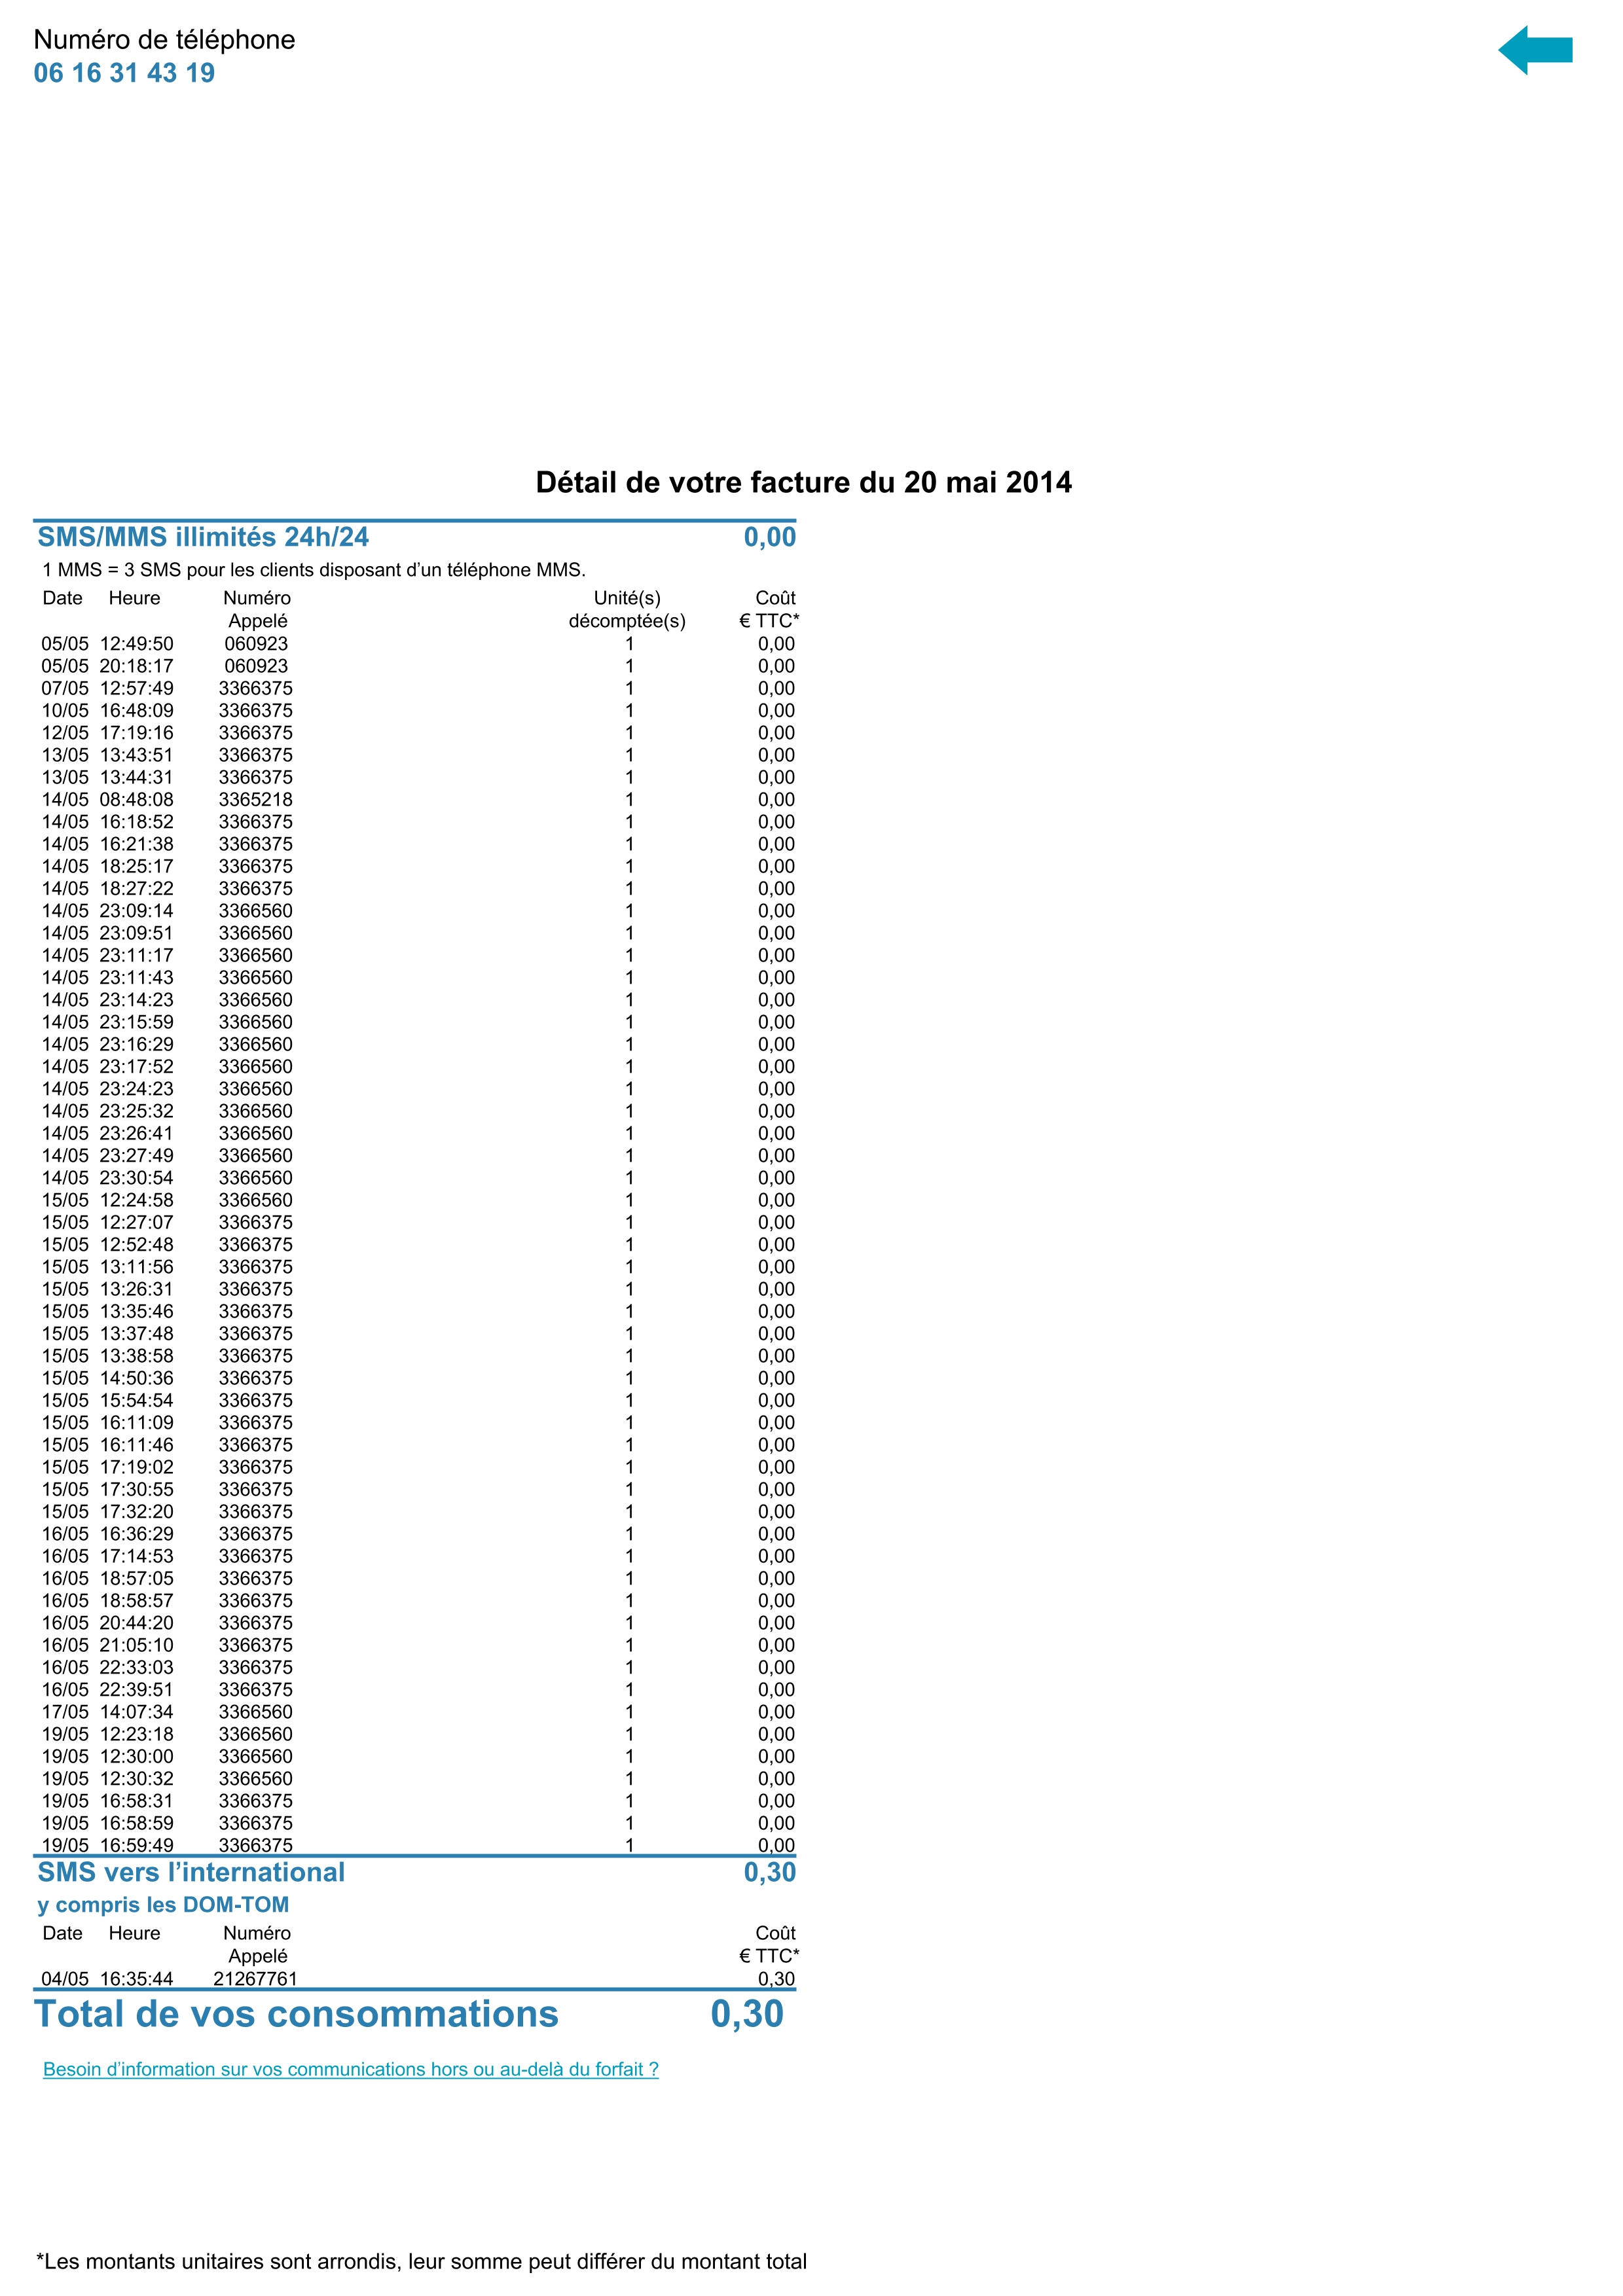 Numéro de téléphone
06 16 31 43 19
Détail de votre facture du 20 mai 2014
SMS/MMS illimités 24h/24 0,00
1 MMS = 3 SMS pour les clients disposant d’un téléphone MMS.
Date Heure Numéro Unité(s) Coût
Appelé décomptée(s) € TTC*
05/05 12:49:50 060923 1 0,00
05/05 20:18:17 060923 1 0,00
07/05 12:57:49 3366375 1 0,00
10/05 16:48:09 3366375 1 0,00
12/05 17:19:16 3366375 1 0,00
13/05 13:43:51 3366375 1 0,00
13/05 13:44:31 3366375 1 0,00
14/05 08:48:08 3365218 1 0,00
14/05 16:18:52 3366375 1 0,00
14/05 16:21:38 3366375 1 0,00
14/05 18:25:17 3366375 1 0,00
14/05 18:27:22 3366375 1 0,00
14/05 23:09:14 3366560 1 0,00
14/05 23:09:51 3366560 1 0,00
14/05 23:11:17 3366560 1 0,00
14/05 23:11:43 3366560 1 0,00
14/05 23:14:23 3366560 1 0,00
14/05 23:15:59 3366560 1 0,00
14/05 23:16:29 3366560 1 0,00
14/05 23:17:52 3366560 1 0,00
14/05 23:24:23 3366560 1 0,00
14/05 23:25:32 3366560 1 0,00
14/05 23:26:41 3366560 1 0,00
14/05 23:27:49 3366560 1 0,00
14/05 23:30:54 3366560 1 0,00
15/05 12:24:58 3366560 1 0,00
15/05 12:27:07 3366375 1 0,00
15/05 12:52:48 3366375 1 0,00
15/05 13:11:56 3366375 1 0,00
15/05 13:26:31 3366375 1 0,00
15/05 13:35:46 3366375 1 0,00
15/05 13:37:48 3366375 1 0,00
15/05 13:38:58 3366375 1 0,00
15/05 14:50:36 3366375 1 0,00
15/05 15:54:54 3366375 1 0,00
15/05 16:11:09 3366375 1 0,00
15/05 16:11:46 3366375 1 0,00
15/05 17:19:02 3366375 1 0,00
15/05 17:30:55 3366375 1 0,00
15/05 17:32:20 3366375 1 0,00
16/05 16:36:29 3366375 1 0,00
16/05 17:14:53 3366375 1 0,00
16/05 18:57:05 3366375 1 0,00
16/05 18:58:57 3366375 1 0,00
16/05 20:44:20 3366375 1 0,00
16/05 21:05:10 3366375 1 0,00
16/05 22:33:03 3366375 1 0,00
16/05 22:39:51 3366375 1 0,00
17/05 14:07:34 3366560 1 0,00
19/05 12:23:18 3366560 1 0,00
19/05 12:30:00 3366560 1 0,00
19/05 12:30:32 3366560 1 0,00
19/05 16:58:31 3366375 1 0,00
19/05 16:58:59 3366375 1 0,00
19/05 16:59:49 3366375 1 0,00
SMS vers l’international 0,30
y compris les DOM-TOM
Date Heure Numéro Coût
Appelé € TTC*
04/05 16:35:44 21267761 0,30
Total de vos consommations 0,30
Besoin d’information sur vos communications hors ou au-delà du forfait ?
*Les montants unitaires sont arrondis, leur somme peut différer du montant total